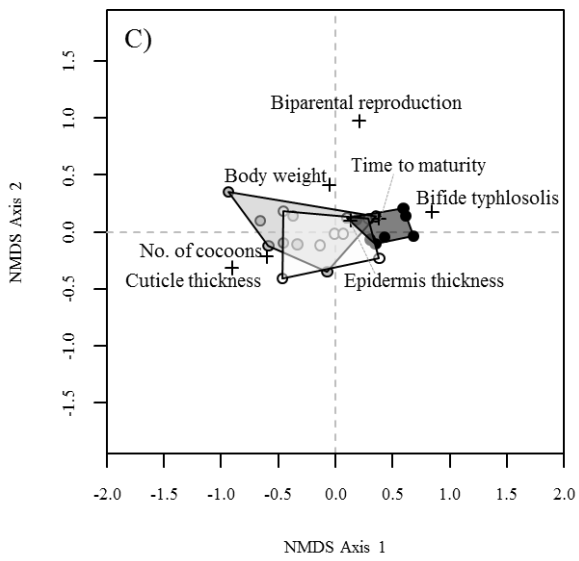 C)
Biparental reproduction
Time to maturity
Body weight
Bifide typhlosolis
No. of cocoons
Cuticle thickness
Epidermis thickness
NMDS Axis 2
1.5
1.0
0.5
0.0
-0.5
-1.0
-1.5
-2.0 -1.5 -1.0 -0.5 0.0 0.5 1.0 1.5 2.0
NMDS Axis 1